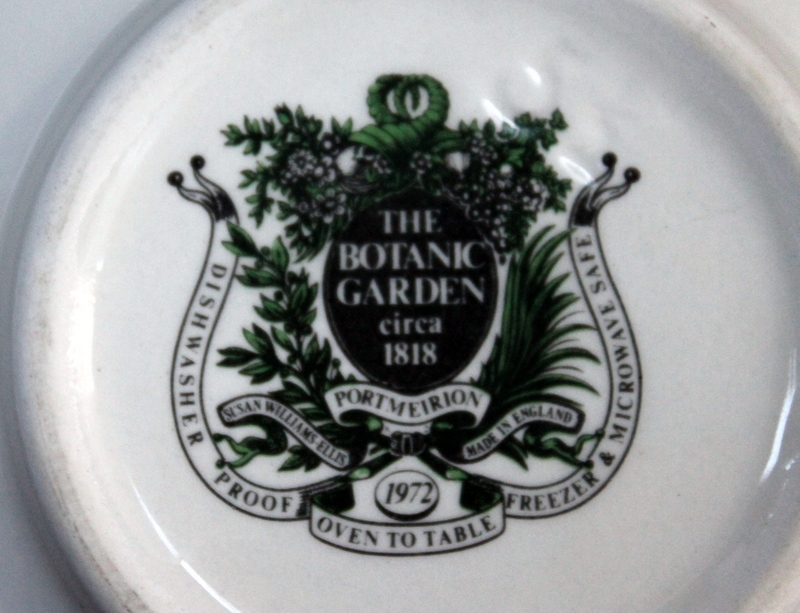 THE
BOTANIC
GARDEN
circa
1818
PORTMEIRION
SUSAN WILLIAMS-ELLIS
MADE IN ENGLAND
1972
DISHWASHER PROOF
OVEN TO TABLE
FREEZER & MICROWAVE SAFE